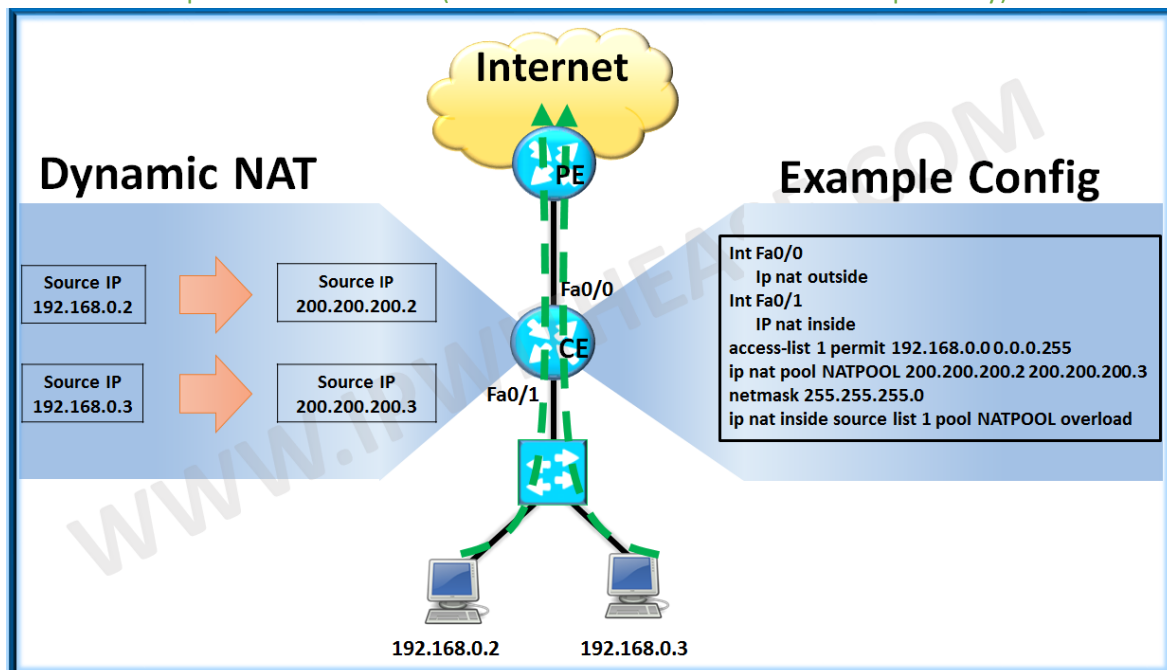 Internet
PE
Dynamic NAT
Example Config
Source IP
192.168.0.2
Source IP
200.200.200.2
Source IP
192.168.0.3
Source IP
200.200.200.3
Fa0/0
CE
Fa0/1
Int Fa0/0
Ip nat outside
Int Fa0/1
IP nat inside
access-list 1 permit 192.168.0.0 0.0.0.255
ip nat pool NATPOOL 200.200.200.2 200.200.200.3
netmask 255.255.255.0
ip nat inside source list 1 pool NATPOOL overload
192.168.0.2
192.168.0.3